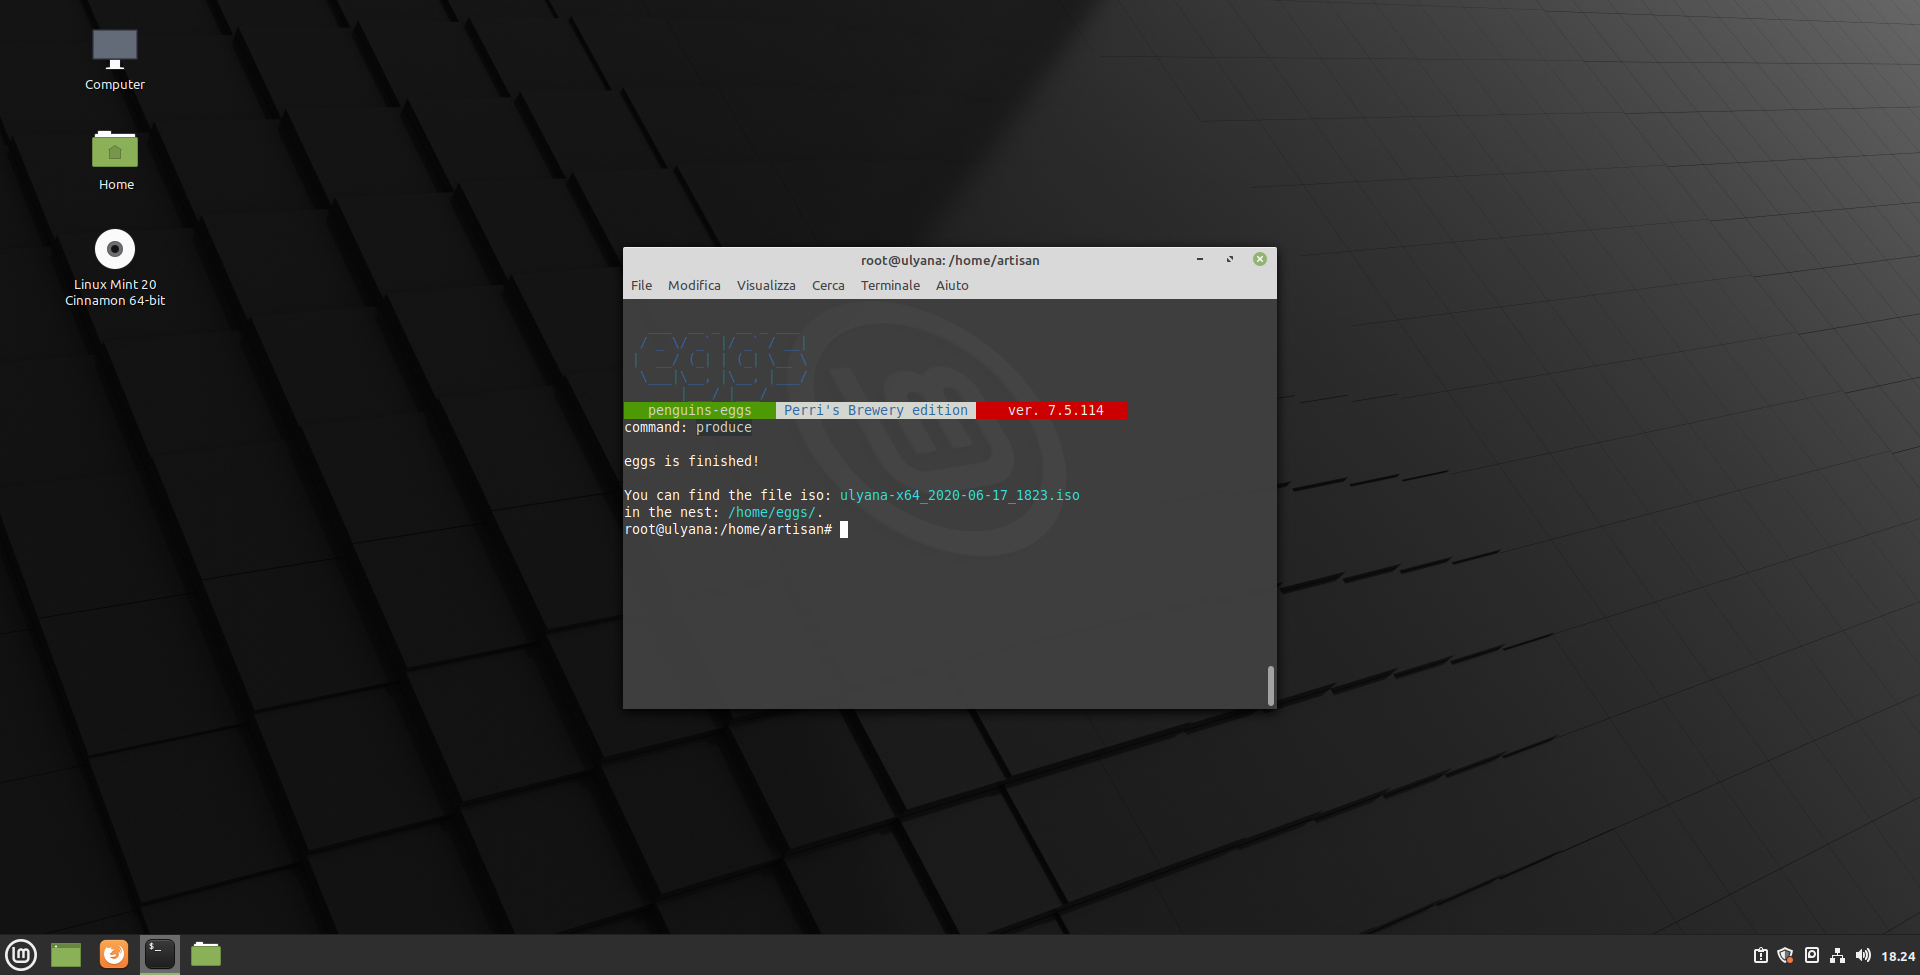 Computer
Home
Linux Mint 20
Cinnamon 64-bit
root@ulyana: /home/artisan
File Modifica Visualizza Cerca Terminale Aiuto
eggs
penguins-eggs Perri's Brewery edition ver. 7.5.114
command: produce
eggs is finished!
You can find the file iso: ulyana-x64_2020-06-17_1823.iso
in the nest: /home/eggs/.
root@ulyana:/home/artisan#
18.24